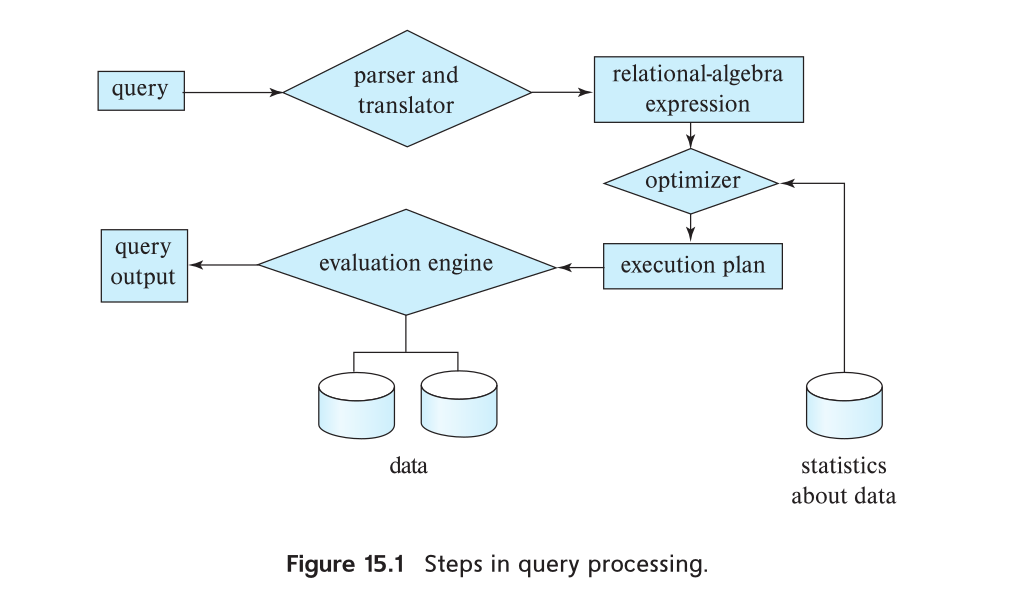 query
parser and
translator
relational-algebra
expression
optimizer
query
output
evaluation engine
execution plan
data
statistics
about data
Figure 15.1 Steps in query processing.